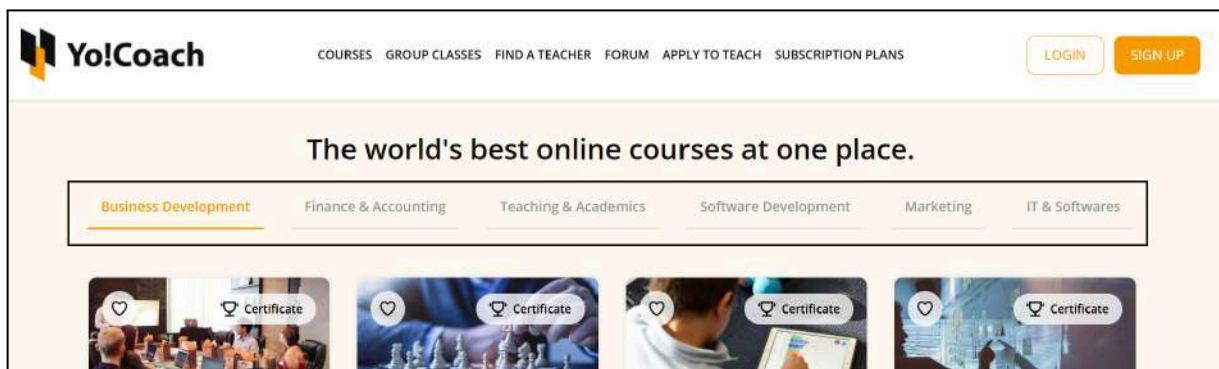 Yo!Coach COURSES GROUP CLASSES FIND A TEACHER FORUM APPLY TO TEACH SUBSCRIPTION PLANS LOGIN SIGN UP
The world's best online courses at one place.
Business Development Finance & Accounting Teaching & Academics Software Development Marketing IT & Softwares
Certificate Certificate Certificate Certificate